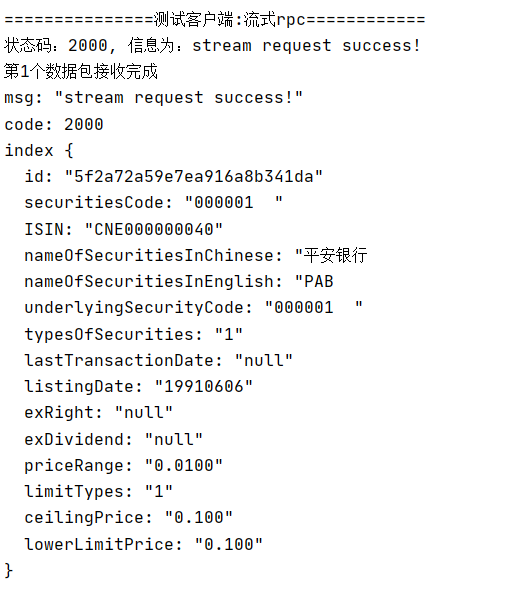 ===============测试客户端:流式rpc============
状态码：2000, 信息为：stream request success!
第1个数据包接收完成
msg: "stream request success!"
code: 2000
index {
  id: "5f2a72a59e7ea916a8b341da"
  securitiesCode: "000001  "
  ISIN: "CNE000000040"
  nameOfSecuritiesInChinese: "平安银行
  nameOfSecuritiesInEnglish: "PAB
  underlyingSecurityCode: "000001  "
  typesOfSecurities: "1"
  lastTransactionDate: "null"
  listingDate: "19910606"
  exRight: "null"
  exDividend: "null"
  priceRange: "0.0100"
  limitTypes: "1"
  ceilingPrice: "0.100"
  lowerLimitPrice: "0.100"
}